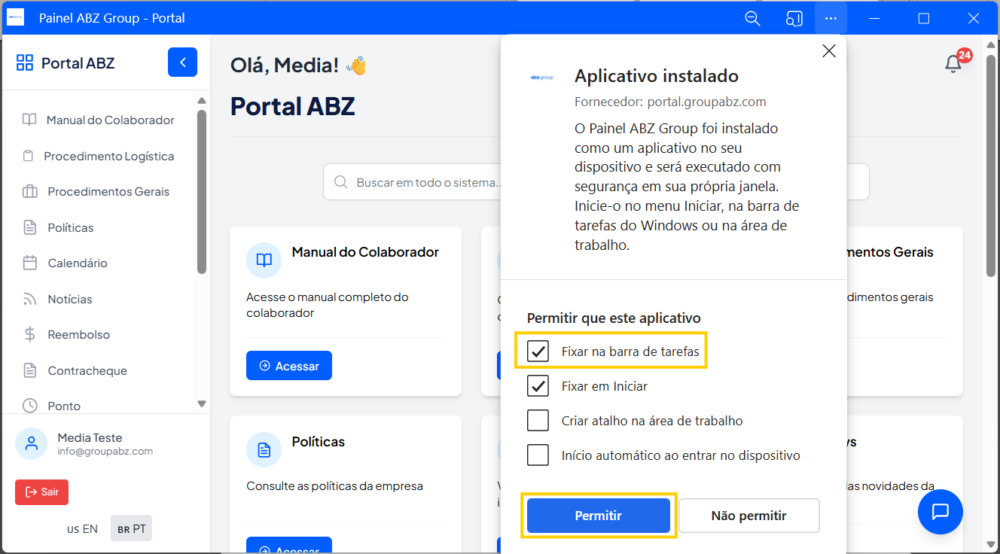 Painel ABZ Group - Portal
Portal ABZ
Manual do Colaborador
Procedimento Logística
Procedimentos Gerais
Políticas
Calendário
Notícias
Reembolso
Contracheque
Ponto
Media Teste
info@groupabz.com
Sair
US EN
BR PT
Olá, Media! 👋
24
Portal ABZ
Buscar em todo o sistema..
Manual do Colaborador
Acesse o manual completo do
colaborador
Acessar
mentos Gerais
dimentos gerais
Políticas
Consulte as políticas da empresa
Acessar
das novidades da
abz group
Aplicativo instalado
Fornecedor: portal.groupabz.com
O Painel ABZ Group foi instalado
como um aplicativo no seu
dispositivo e será executado com
segurança em sua própria janela.
Inicie-o no menu Iniciar, na barra de
tarefas do Windows ou na área de
trabalho.
Permitir que este aplicativo
Fixar na barra de tarefas
Fixar em Iniciar
Criar atalho na área de trabalho
Início automático ao entrar no dispositivo
Permitir
Não permitir